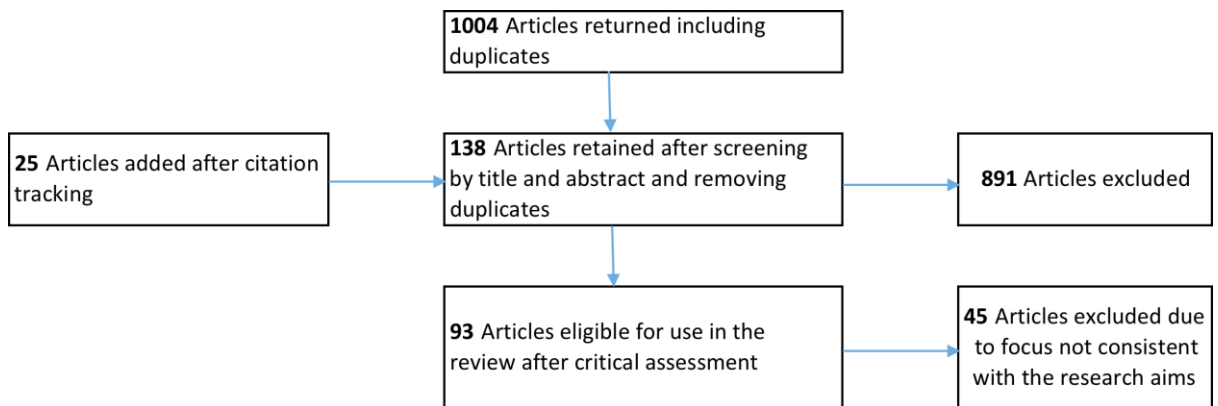 1004 Articles returned including
duplicates
25 Articles added after citation
tracking
138 Articles retained after screening
by title and abstract and removing
duplicates
891 Articles excluded
93 Articles eligible for use in the
review after critical assessment
45 Articles excluded due
to focus not consistent
with the research aims